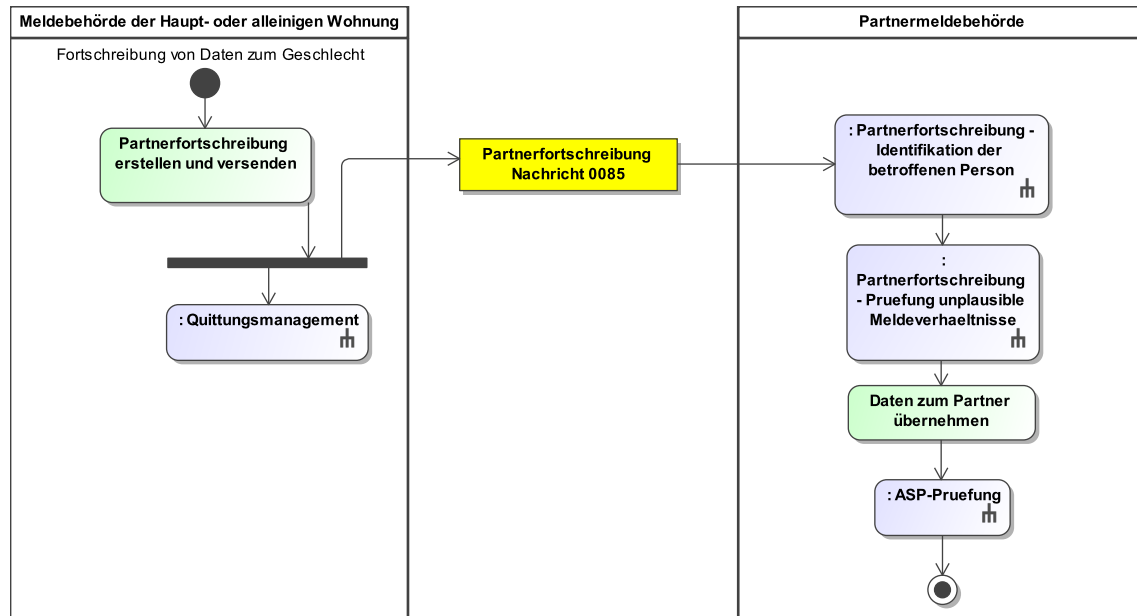 Meldebehörde der Haupt- oder alleinigen Wohnung
Fortschreibung von Daten zum Geschlecht
Partnerfortschreibung
erstellen und versenden
: Quittungsmanagement
Partnerfortschreibung
Nachricht 0085
Partnermeldebehörde
: Partnerfortschreibung -
Identifikation der
betroffenen Person
:
Partnerfortschreibung
- Pruefung unplausible
Meldeverhaeltnisse
Daten zum Partner
übernehmen
: ASP-Pruefung